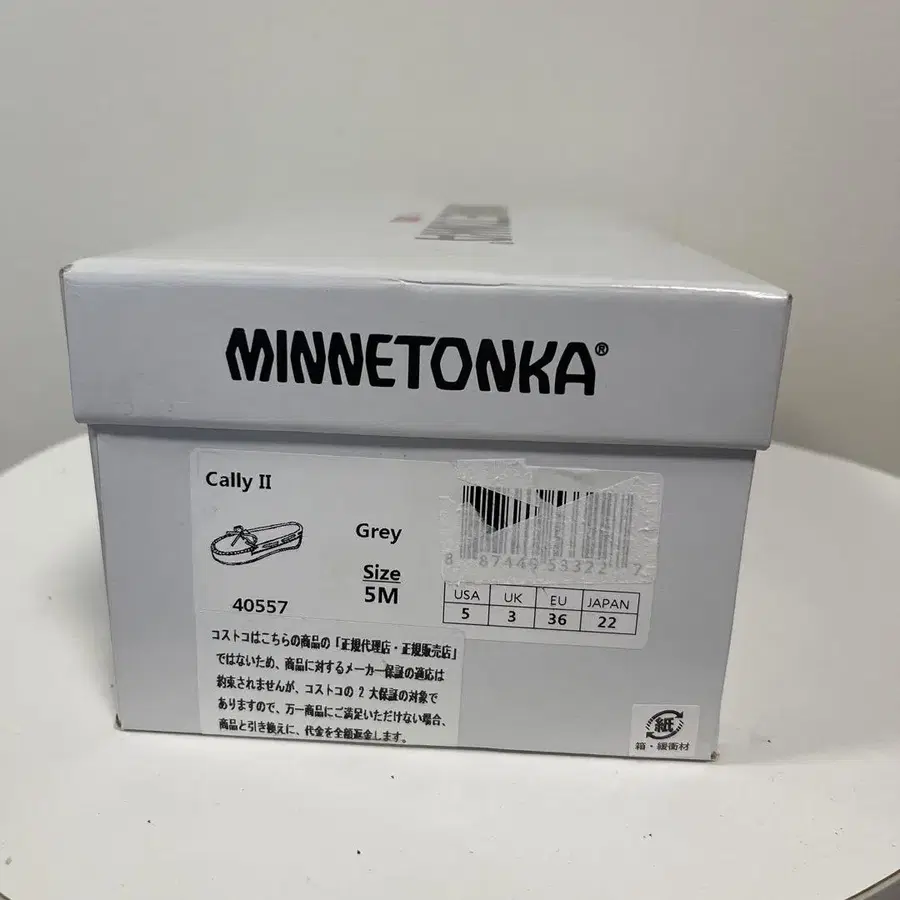 MINNETONKA®
Cally II
Grey
Size
5M
40557
8 87446 53322 7
USA UK EU JAPAN
5 3 36 22
コストコはこちらの商品の「正規代理店・正規販売店」
ではないため、商品に対するメーカー保証の適応は
約束されませんが、コストコの 2 大保証の対象で
ありますので、万一商品にご満足いただけない場合、
商品と引き換えに、代金を全額返金します。
紙
箱・緩衝材